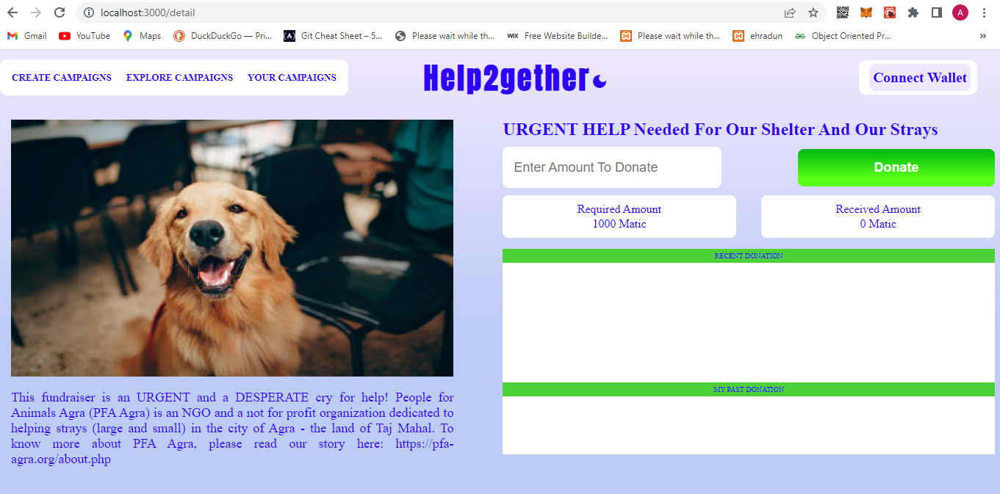 localhost:3000/detail
A
Gmail YouTube Maps DuckDuckGo — Pri... Git Cheat Sheet – 5... Please wait while th... WIX Free Website Builde... Please wait while th... ehradun Object Oriented Pr... »
CREATE CAMPAIGNS EXPLORE CAMPAIGNS YOUR CAMPAIGNS
Help2gether
Connect Wallet
URGENT HELP Needed For Our Shelter And Our Strays
Enter Amount To Donate
Donate
Required Amount
1000 Matic
Received Amount
0 Matic
RECENT DONATION
MY PAST DONATION
This fundraiser is an URGENT and a DESPERATE cry for help! People for
Animals Agra (PFA Agra) is an NGO and a not for profit organization dedicated to
helping strays (large and small) in the city of Agra - the land of Taj Mahal. To
know more about PFA Agra, please read our story here: https://pfa-
agra.org/about.php